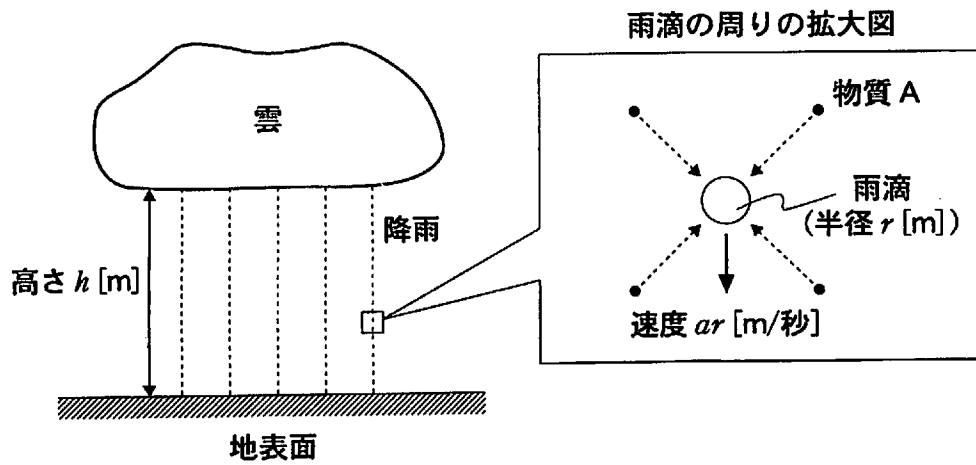 雨滴の周りの拡大図
雲
物質 A
降雨
雨滴
(半径 r [m])
高さ h [m]
速度 ar [m/秒]
地表面